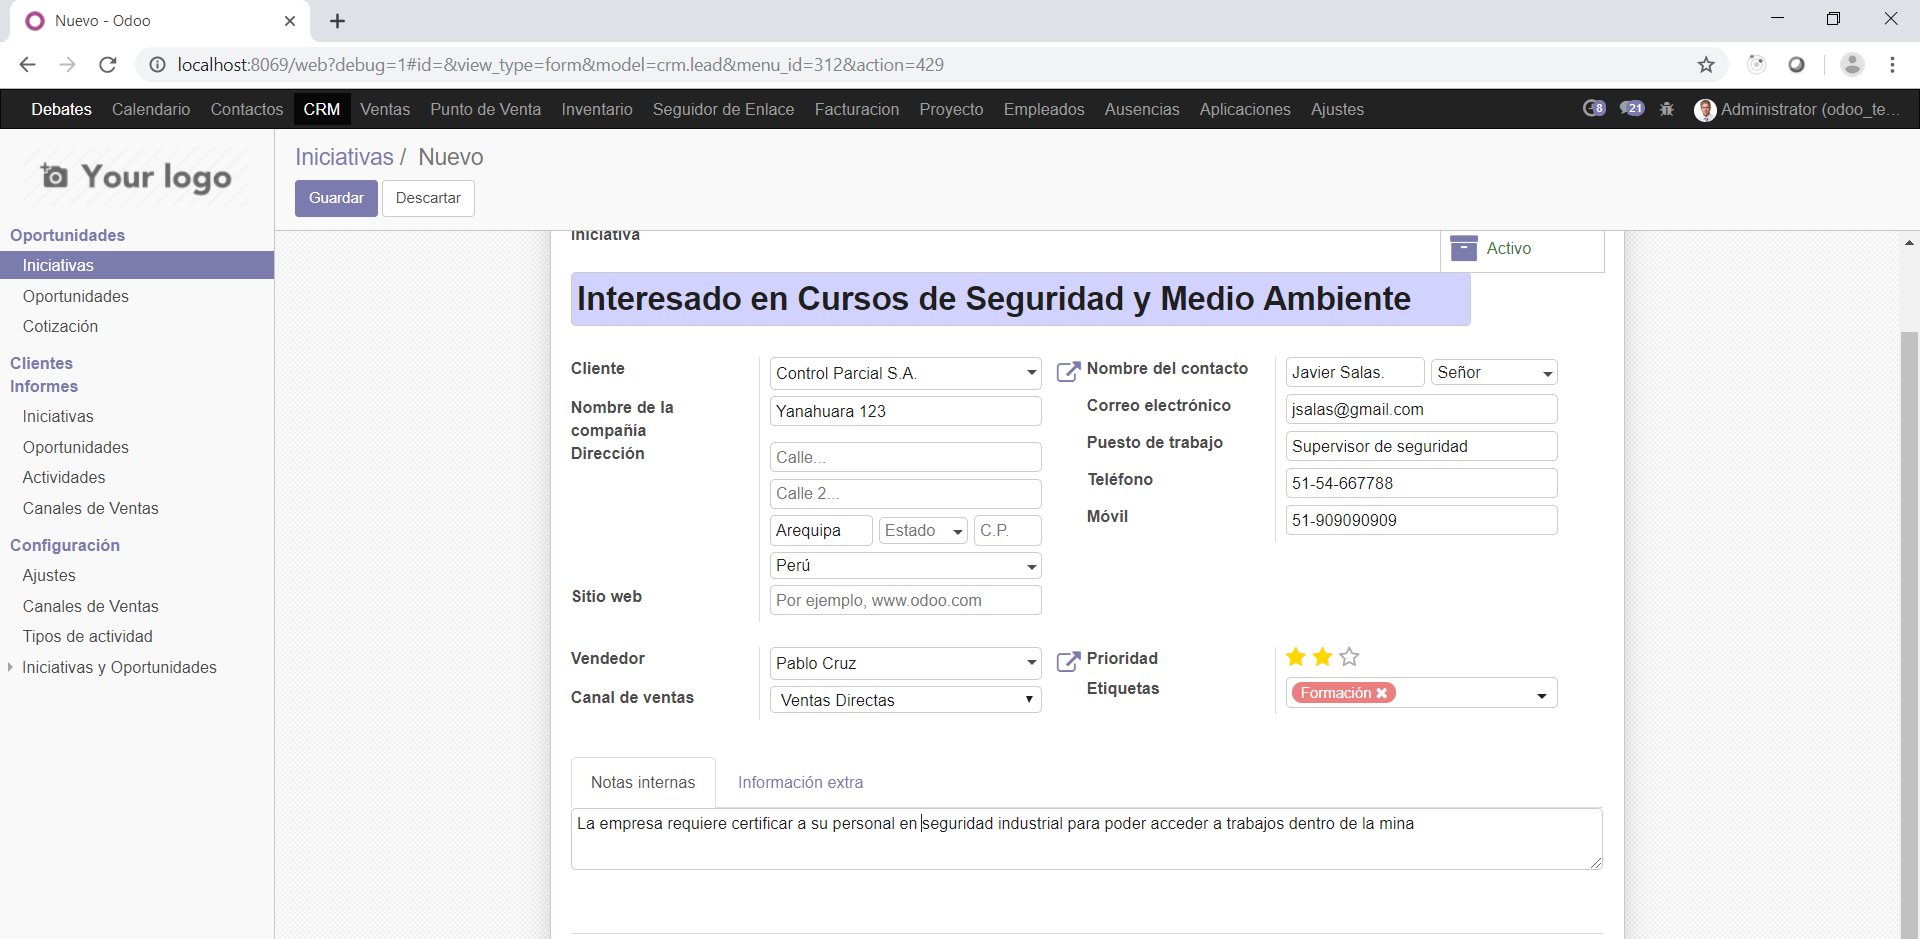 Nuevo - Odoo
localhost:8069/web?debug=1#id=&view_type=form&model=crm.lead&menu_id=312&action=429
Debates Calendario Contactos CRM Ventas Punto de Venta Inventario Seguidor de Enlace Facturacion Proyecto Empleados Ausencias Aplicaciones Ajustes 8 21 Administrator (odoo_te...
Your logo
Oportunidades
Iniciativas
Oportunidades
Cotización
Clientes
Informes
Iniciativas
Oportunidades
Actividades
Canales de Ventas
Configuración
Ajustes
Canales de Ventas
Tipos de actividad
Iniciativas y Oportunidades
Iniciativas / Nuevo
Guardar Descartar
Iniciativa
Activo
Interesado en Cursos de Seguridad y Medio Ambiente
Cliente Control Parcial S.A.
Nombre de la compañía Yanahuara 123
Dirección Calle...
Calle 2...
Arequipa Estado C.P.
Perú
Sitio web Por ejemplo, www.odoo.com
Nombre del contacto Javier Salas. Señor
Correo electrónico jsalas@gmail.com
Puesto de trabajo Supervisor de seguridad
Teléfono 51-54-667788
Móvil 51-909090909
Vendedor Pablo Cruz
Canal de ventas Ventas Directas
Prioridad
Etiquetas Formación
Notas internas Información extra
La empresa requiere certificar a su personal en seguridad industrial para poder acceder a trabajos dentro de la mina